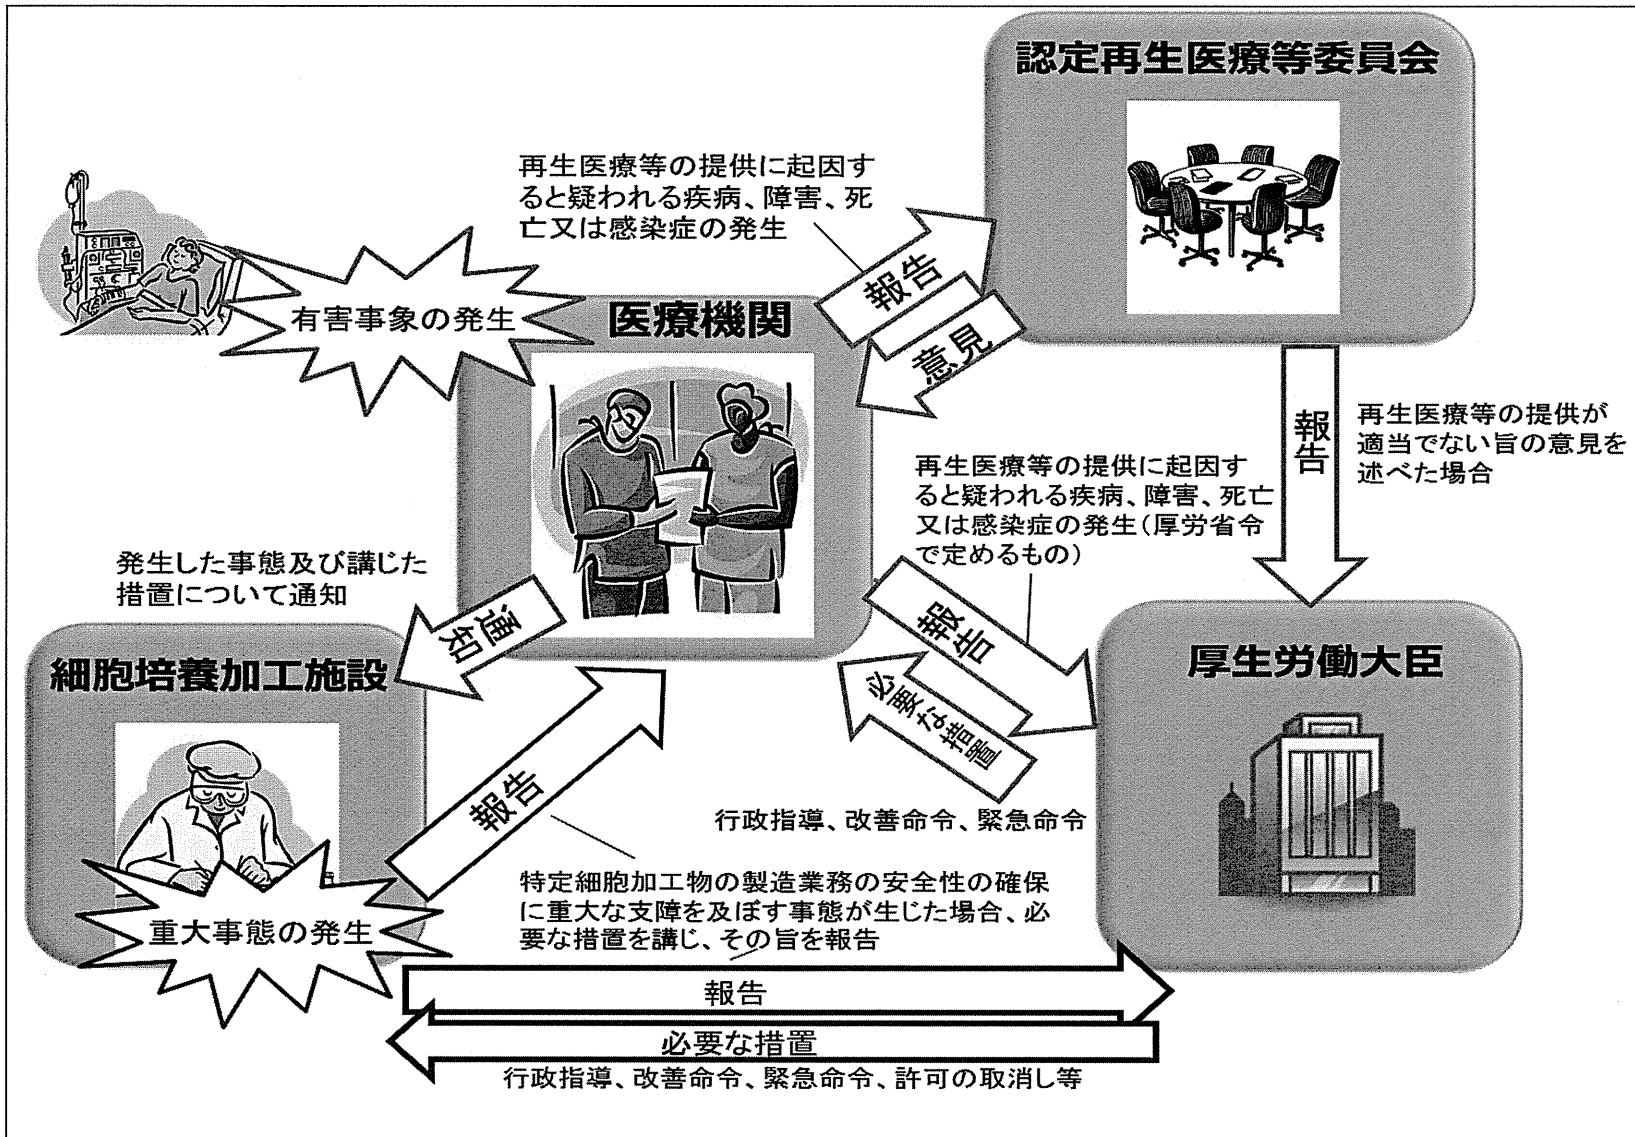 認定再生医療等委員会
再生医療等の提供に起因す
ると疑われる疾病、障害、死
亡又は感染症の発生
報告
意見
有害事象の発生
医療機関
報告
再生医療等の提供が
適当でない旨の意見を
述べた場合
再生医療等の提供に起因す
ると疑われる疾病、障害、死亡
又は感染症の発生(厚労省令
で定めるもの)
発生した事態及び講じた
措置について通知
通知
報告
必要な措置
厚生労働大臣
細胞培養加工施設
報告
行政指導、改善命令、緊急命令
特定細胞加工物の製造業務の安全性の確保
に重大な支障を及ぼす事態が生じた場合、必
要な措置を講じ、その旨を報告
重大事態の発生
報告
必要な措置
行政指導、改善命令、緊急命令、許可の取消し等